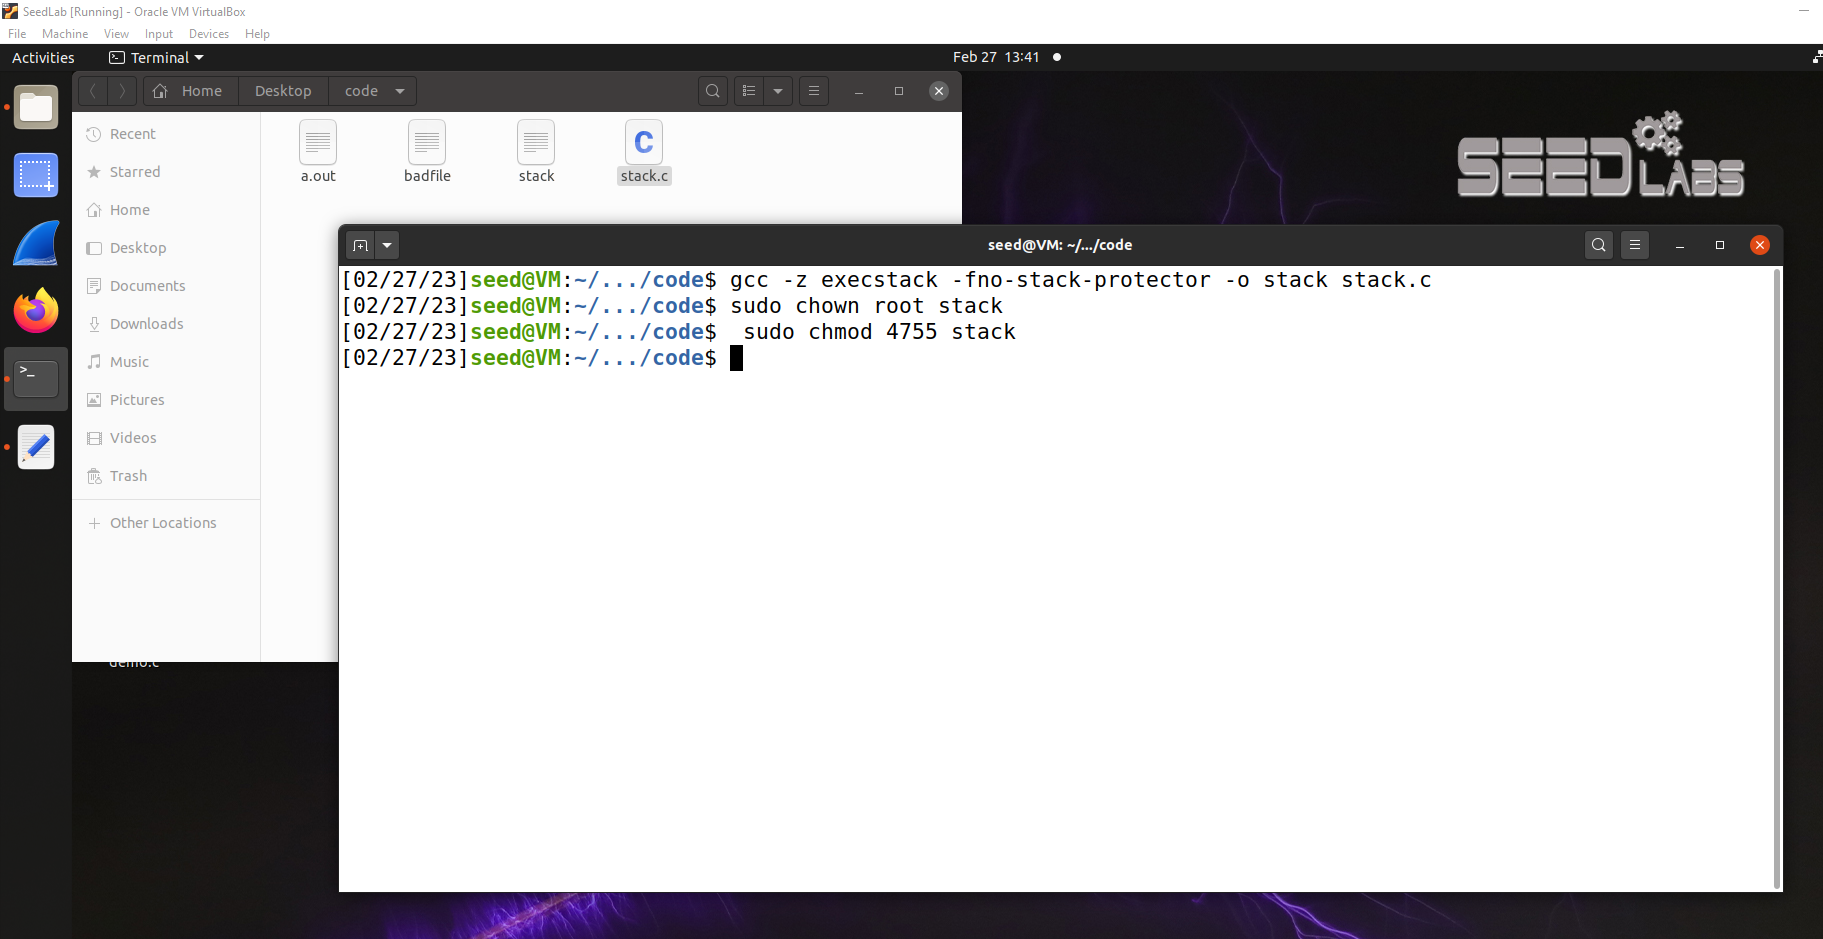 SeedLab [Running] - Oracle VM VirtualBox
File Machine View Input Devices Help
Activities Terminal Feb 27 13:41
Home Desktop code
Recent
Starred
Home
Desktop
Documents
Downloads
Music
Pictures
Videos
Trash
Other Locations
a.out badfile stack stack.c
C
demo.c
SEED LABS
seed@VM: ~/.../code
[02/27/23]seed@VM:~/.../code$ gcc -z execstack -fno-stack-protector -o stack stack.c
[02/27/23]seed@VM:~/.../code$ sudo chown root stack
[02/27/23]seed@VM:~/.../code$  sudo chmod 4755 stack
[02/27/23]seed@VM:~/.../code$